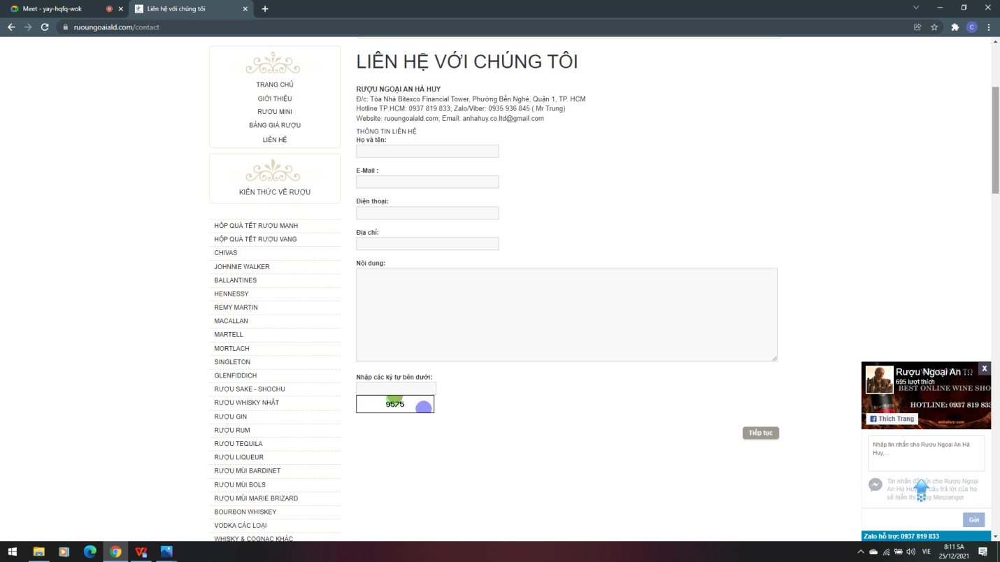 Meet - yay-hqfq-wok
Liên hệ với chúng tôi
ruoungoaiald.com/contact
C
TRANG CHỦ
GIỚI THIỆU
RƯỢU MINI
BẢNG GIÁ RƯỢU
LIÊN HỆ
KIẾN THỨC VỀ RƯỢU
HỘP QUÀ TẾT RƯỢU MẠNH
HỘP QUÀ TẾT RƯỢU VANG
CHIVAS
JOHNNIE WALKER
BALLANTINES
HENNESSY
REMY MARTIN
MACALLAN
MARTELL
MORTLACH
SINGLETON
GLENFIDDICH
RƯỢU SAKE - SHOCHU
RƯỢU WHISKY NHẬT
RƯỢU GIN
RƯỢU RUM
RƯỢU TEQUILA
RƯỢU LIQUEUR
RƯỢU MÙI BARDINET
RƯỢU MÙI BOLS
RƯỢU MÙI MARIE BRIZARD
BOURBON WHISKEY
VODKA CÁC LOẠI
WHISKY & COGNAC KHÁC
LIÊN HỆ VỚI CHÚNG TÔI
RƯỢU NGOẠI AN HÀ HUY
Đ/c: Tòa Nhà Bitexco Financial Tower, Phường Bến Nghé, Quận 1, TP. HCM
Hotline TP HCM: 0937 819 833; Zalo/Viber: 0935 936 845 ( Mr Trung)
Website: ruoungoaiald.com; Email: anhahuy.co.ltd@gmail.com
THÔNG TIN LIÊN HỆ
Họ và tên:
E-Mail :
Điện thoại:
Địa chỉ:
Nội dung:
Nhập các ký tự bên dưới:
9575
Tiếp tục
Rượu Ngoại An ...
695 lượt thích
BEST ONLINE WINE SHO
HOTLINE: 0937 819 833
Thích Trang
anhahuy.com
X
Nhập tin nhắn cho Rượu Ngoại An Hà
Huy,...
Tin nhắn đã gửi cho Rượu Ngoại
An Hà Huy câu trả lời của họ
sẽ hiển thị Messenger
Gửi
Zalo hỗ trợ: 0937 819 833
VIE
8:11 SA
25/12/2021